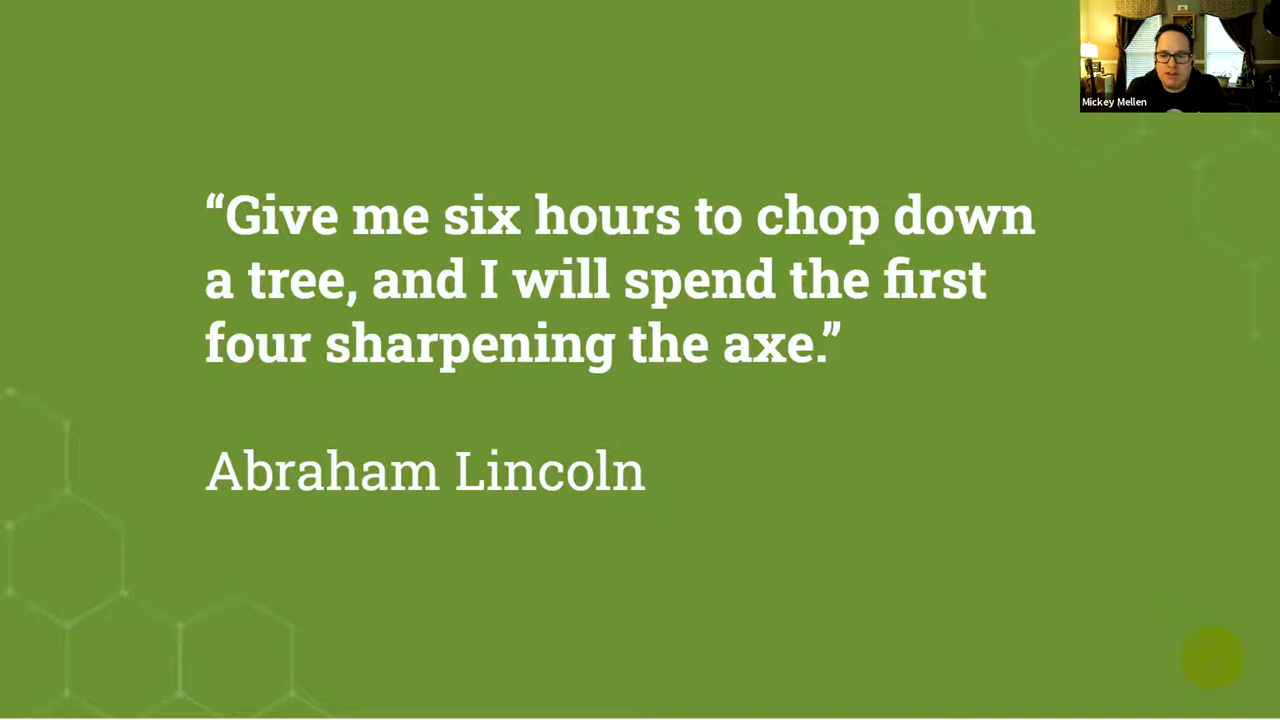 Mickey Mellen
“Give me six hours to chop down
a tree, and I will spend the first
four sharpening the axe.”
Abraham Lincoln